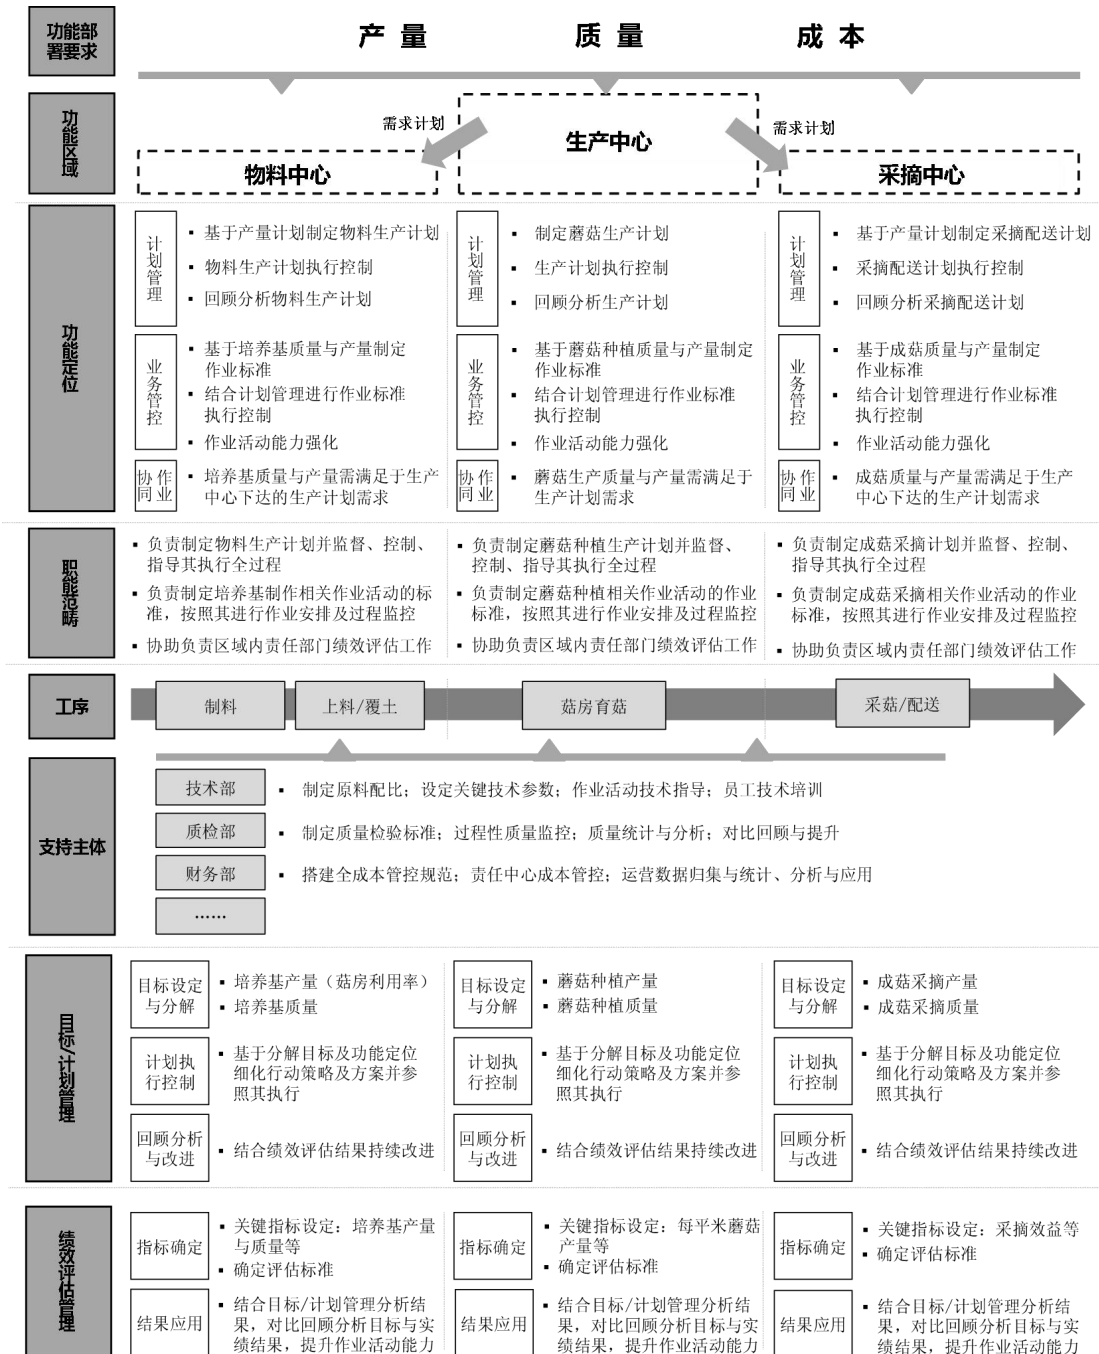 功能部
署要求
产 量
质 量
成 本
功能区域
需求计划
生产中心
需求计划
物料中心
采摘中心
功能定位
计划管理
▪ 基于产量计划制定物料生产计划
▪ 物料生产计划执行控制
▪ 回顾分析物料生产计划
业务管控
▪ 基于培养基质量与产量制定
作业标准
▪ 结合计划管理进行作业标准
执行控制
▪ 作业活动能力强化
协 作
同 业
▪ 培养基质量与产量需满足于生产
中心下达的生产计划需求
计划管理
▪ 制定蘑菇生产计划
▪ 生产计划执行控制
▪ 回顾分析生产计划
业务管控
▪ 基于蘑菇种植质量与产量制定
作业标准
▪ 结合计划管理进行作业标准
执行控制
▪ 作业活动能力强化
协 作
同 业
▪ 蘑菇生产质量与产量需满足于
生产计划需求
计划管理
▪ 基于产量计划制定采摘配送计划
▪ 采摘配送计划执行控制
▪ 回顾分析采摘配送计划
业务管控
▪ 基于成菇质量与产量制定
作业标准
▪ 结合计划管理进行作业标准
执行控制
▪ 作业活动能力强化
协 作
同 业
▪ 成菇质量与产量需满足于生产
中心下达的生产计划需求
职能范畴
▪ 负责制定物料生产计划并监督、控制、
指导其执行全过程
▪ 负责制定培养基制作相关作业活动的标
准，按照其进行作业安排及过程监控
▪ 协助负责区域内责任部门绩效评估工作
▪ 负责制定蘑菇种植生产计划并监督、
控制、指导其执行全过程
▪ 负责制定蘑菇种植相关作业活动的作业
标准，按照其进行作业安排及过程监控
▪ 协助负责区域内责任部门绩效评估工作
▪ 负责制定成菇采摘计划并监督、控制、
指导其执行全过程
▪ 负责制定成菇采摘相关作业活动的作业
标准，按照其进行作业安排及过程监控
▪ 协助负责区域内责任部门绩效评估工作
工序
制料
上料/覆土
菇房育菇
采菇/配送
支持主体
技术部
▪ 制定原料配比；设定关键技术参数；作业活动技术指导；员工技术培训
质检部
▪ 制定质量检验标准；过程性质量监控；质量统计与分析；对比回顾与提升
财务部
▪ 搭建全成本管控规范；责任中心成本管控；运营数据归集与统计、分析与应用
……
目标/计划管理
目标设定
与分解
▪ 培养基产量（菇房利用率）
▪ 培养基质量
计划执
行控制
▪ 基于分解目标及功能定位
细化行动策略及方案并参
照其执行
回顾分析
与改进
▪ 结合绩效评估结果持续改进
目标设定
与分解
▪ 蘑菇种植产量
▪ 蘑菇种植质量
计划执
行控制
▪ 基于分解目标及功能定位
细化行动策略及方案并参
照其执行
回顾分析
与改进
▪ 结合绩效评估结果持续改进
目标设定
与分解
▪ 成菇采摘产量
▪ 成菇采摘质量
计划执
行控制
▪ 基于分解目标及功能定位
细化行动策略及方案并参
照其执行
回顾分析
与改进
▪ 结合绩效评估结果持续改进
绩效评估管理
指标确定
▪ 关键指标设定：培养基产量
与质量等
▪ 确定评估标准
结果应用
▪ 结合目标/计划管理分析结
果，对比回顾分析目标与实
绩结果，提升作业活动能力
指标确定
▪ 关键指标设定：每平米蘑菇
产量等
▪ 确定评估标准
结果应用
▪ 结合目标/计划管理分析结
果，对比回顾分析目标与实
绩结果，提升作业活动能力
指标确定
▪ 关键指标设定：采摘效益等
▪ 确定评估标准
结果应用
▪ 结合目标/计划管理分析结
果，对比回顾分析目标与实
绩结果，提升作业活动能力